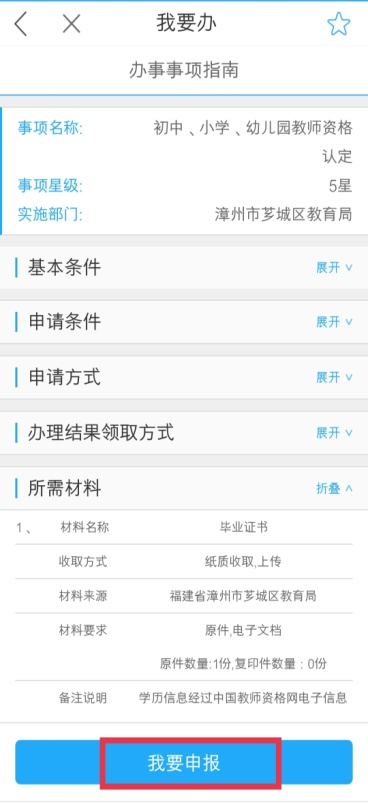 我要办
办事事项指南
事项名称: 初中、小学、幼儿园教师资格
认定
事项星级: 5星
实施部门: 漳州市芗城区教育局
基本条件 展开
申请条件 展开
申请方式 展开
办理结果领取方式 展开
所需材料 折叠
1、 材料名称 毕业证书
收取方式 纸质收取,上传
材料来源 福建省漳州市芗城区教育局
材料要求 原件,电子文档
原件数量:1份,复印件数量：0份
备注说明 学历信息经过中国教师资格网电子信息
我要申报